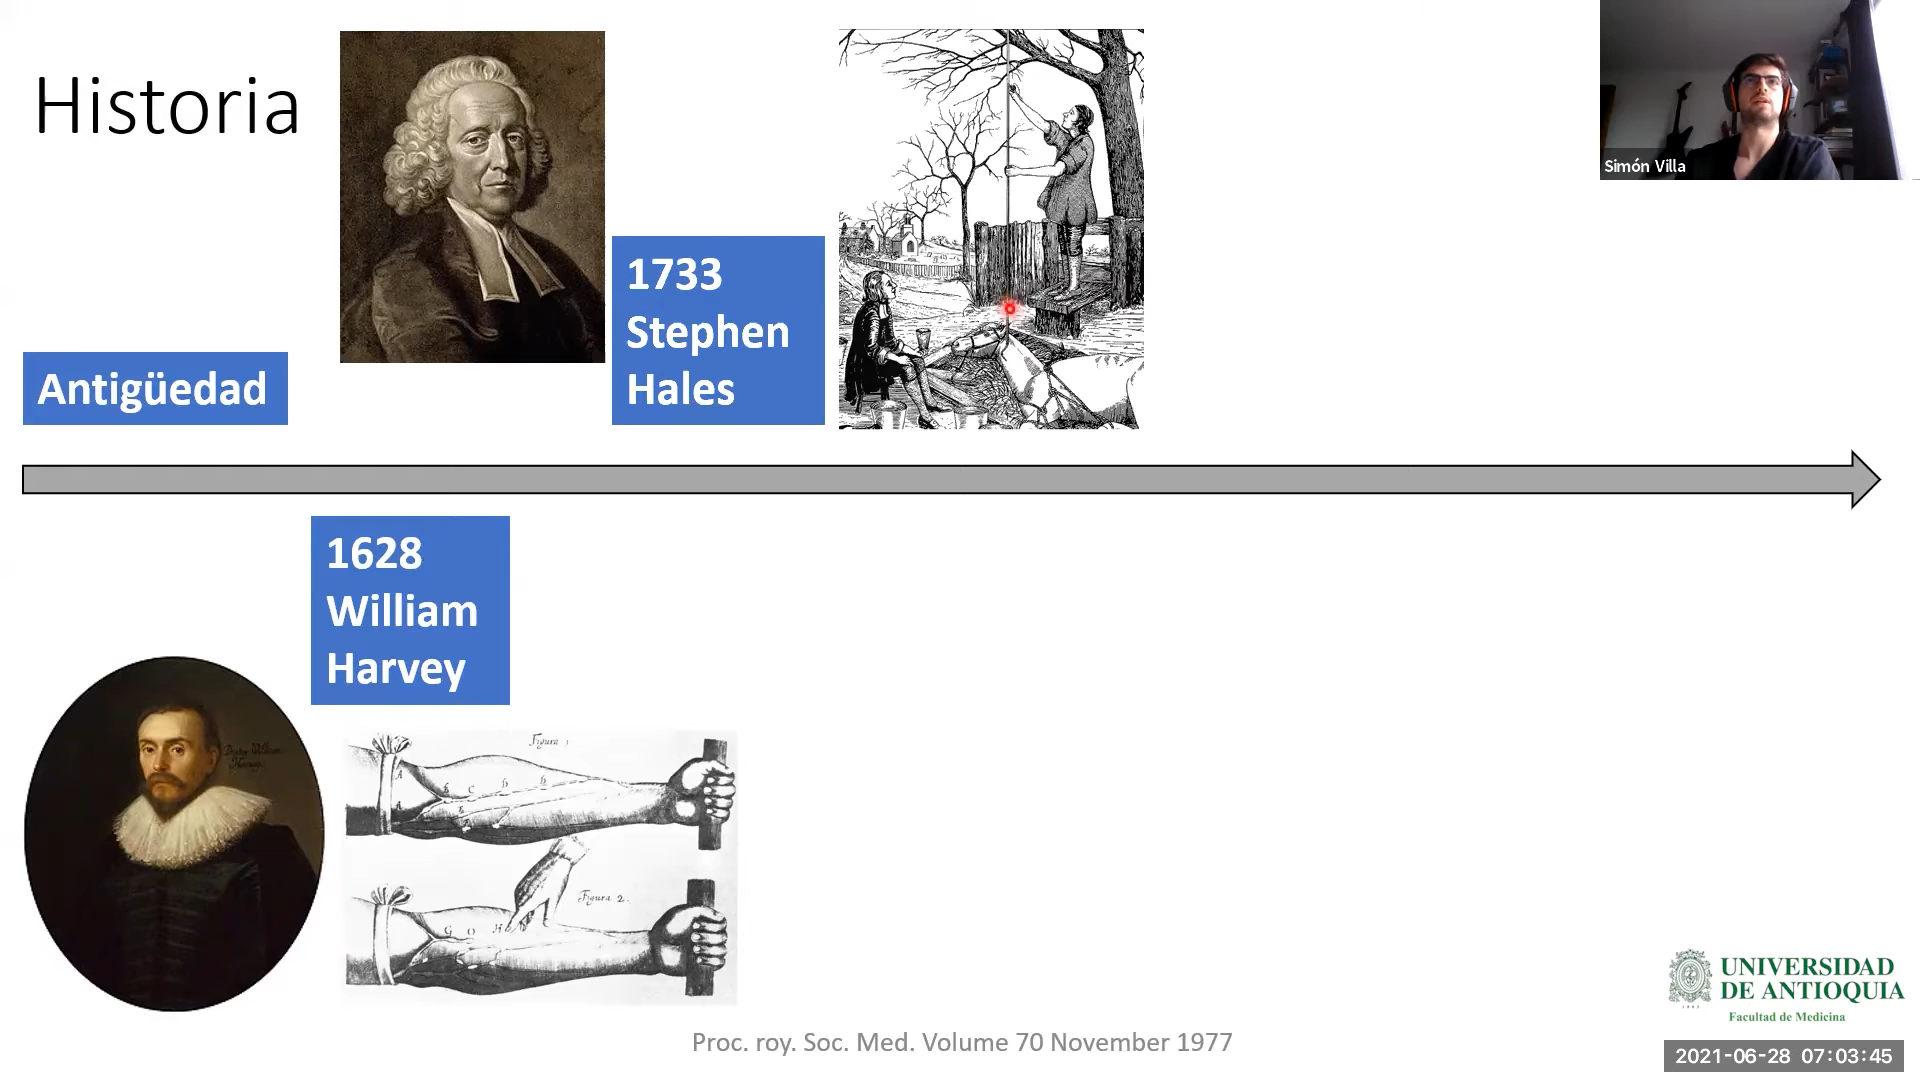 Historia
Simón Villa
1733
Stephen
Hales
Antigüedad
1628
William
Harvey
Figura 1
A
B
C
D
D
A
E
Figura 2.
G
O
H
UNIVERSIDAD
DE ANTIOQUIA
1803
Facultad de Medicina
Proc. roy. Soc. Med. Volume 70 November 1977
2021-06-28 07:03:45